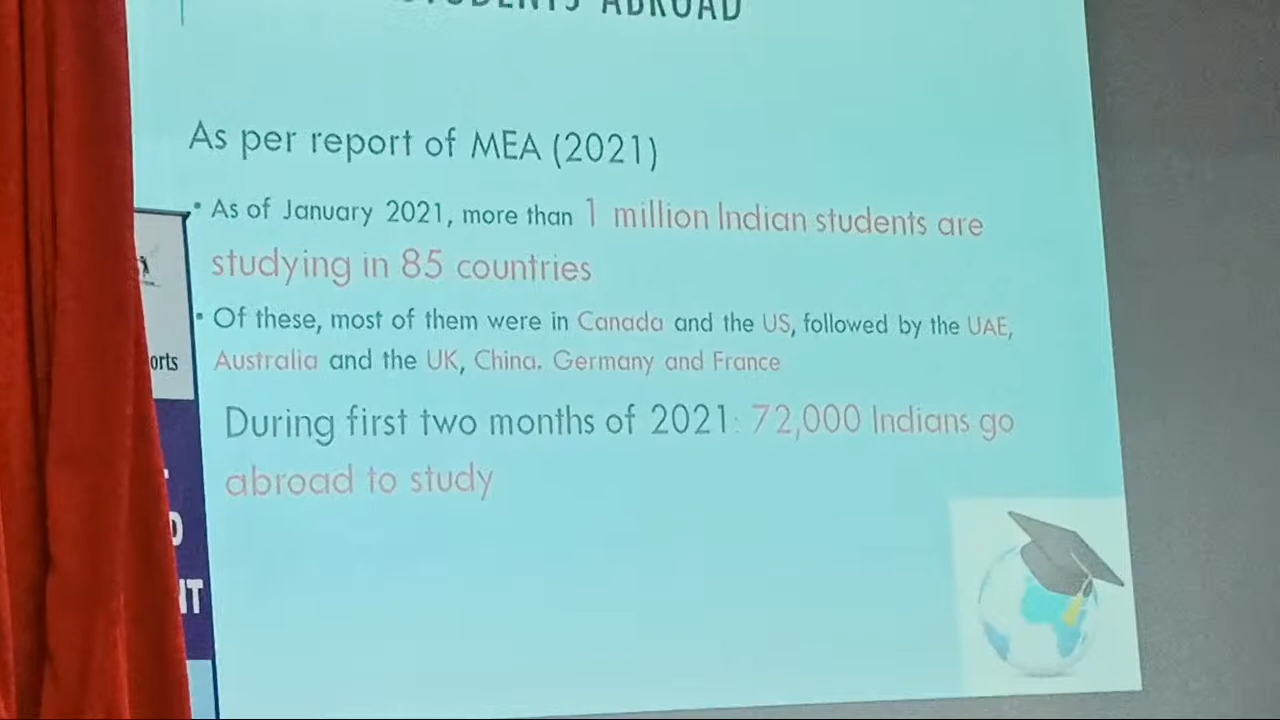 STUDENTS ABROAD
As per report of MEA (2021)
• As of January 2021, more than 1 million Indian students are
studying in 85 countries
• Of these, most of them were in Canada and the US, followed by the UAE,
Australia and the UK, China. Germany and France
During first two months of 2021: 72,000 Indians go
abroad to study
orts